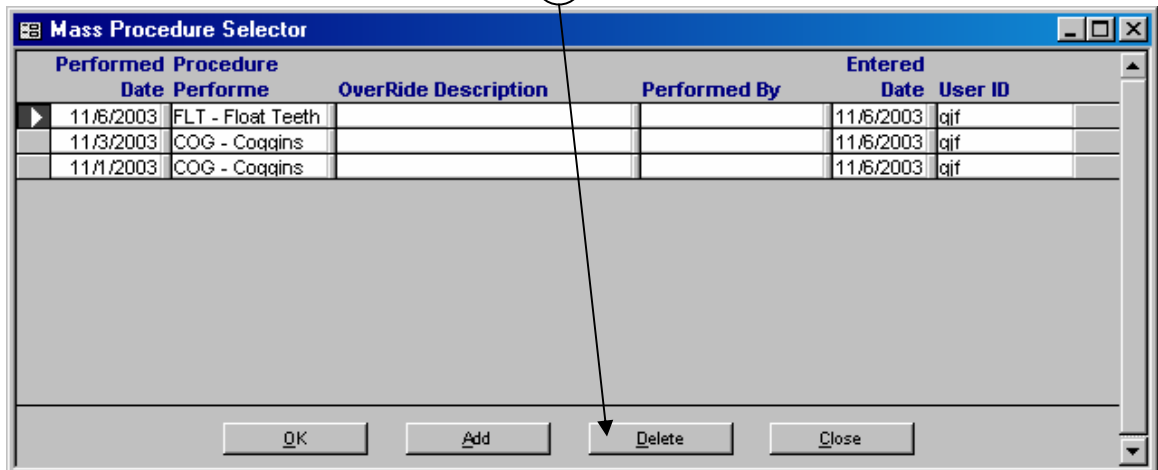 Mass Procedure Selector
Performed Procedure Entered
Date Performe OverRide Description Performed By Date User ID
11/6/2003 FLT - Float Teeth 11/6/2003 gjf
11/3/2003 COG - Coggins 11/6/2003 gjf
11/1/2003 COG - Coggins 11/6/2003 gjf
OK Add Delete Close